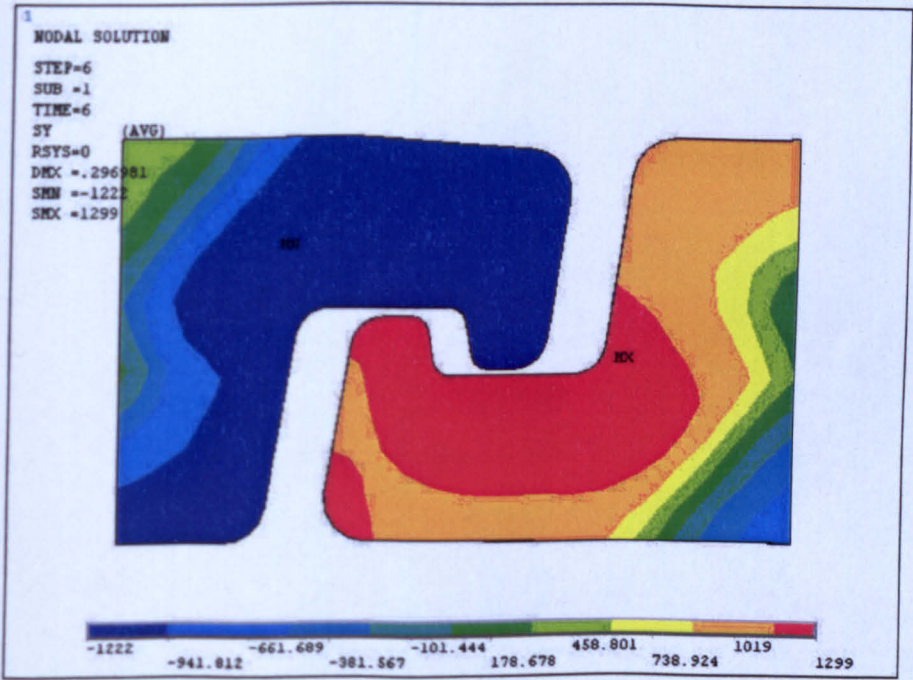 1
NODAL SOLUTION
STEP=6
SUB =1
TIME=6
SY (AVG)
RSYS=0
DMX =.296981
SMN =-1222
SMX =1299
MN
MX
-1222 -661.689 -101.444 458.801 1019
-941.812 -381.567 178.678 738.924 1299